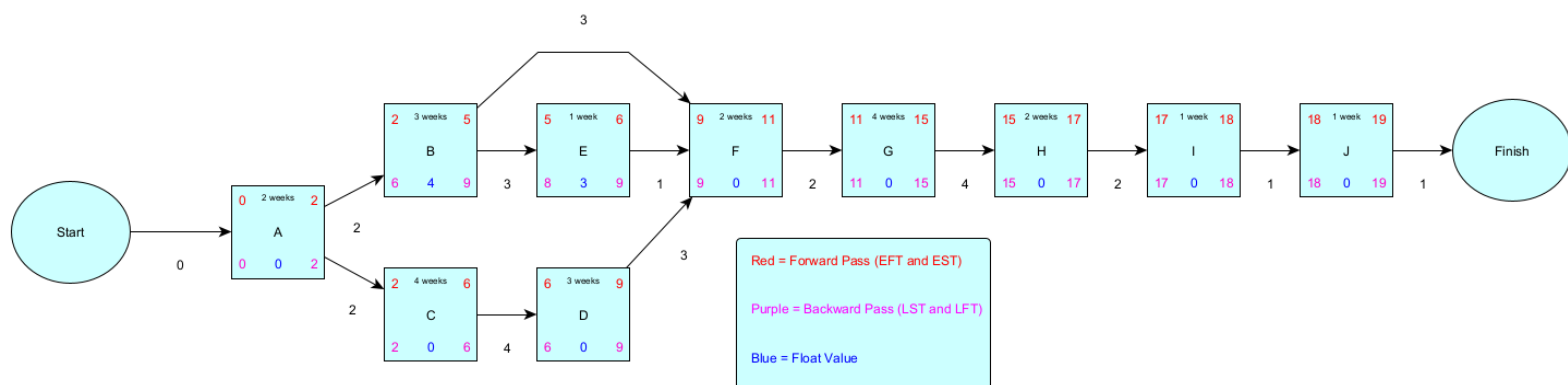 3
2 3 weeks 5
B
6 4 9
5 1 week 6
E
8 3 9
9 2 weeks 11
F
9 0 11
11 4 weeks 15
G
11 0 15
15 2 weeks 17
H
15 0 17
17 1 week 18
I
17 0 18
18 1 week 19
J
18 0 19
Finish
3
1
2
4
2
1
1
Start
0
0 2 weeks 2
A
0 0 2
2
2
2 4 weeks 6
C
2 0 6
4
6 3 weeks 9
D
6 0 9
3
Red = Forward Pass (EFT and EST)
Purple = Backward Pass (LST and LFT)
Blue = Float Value